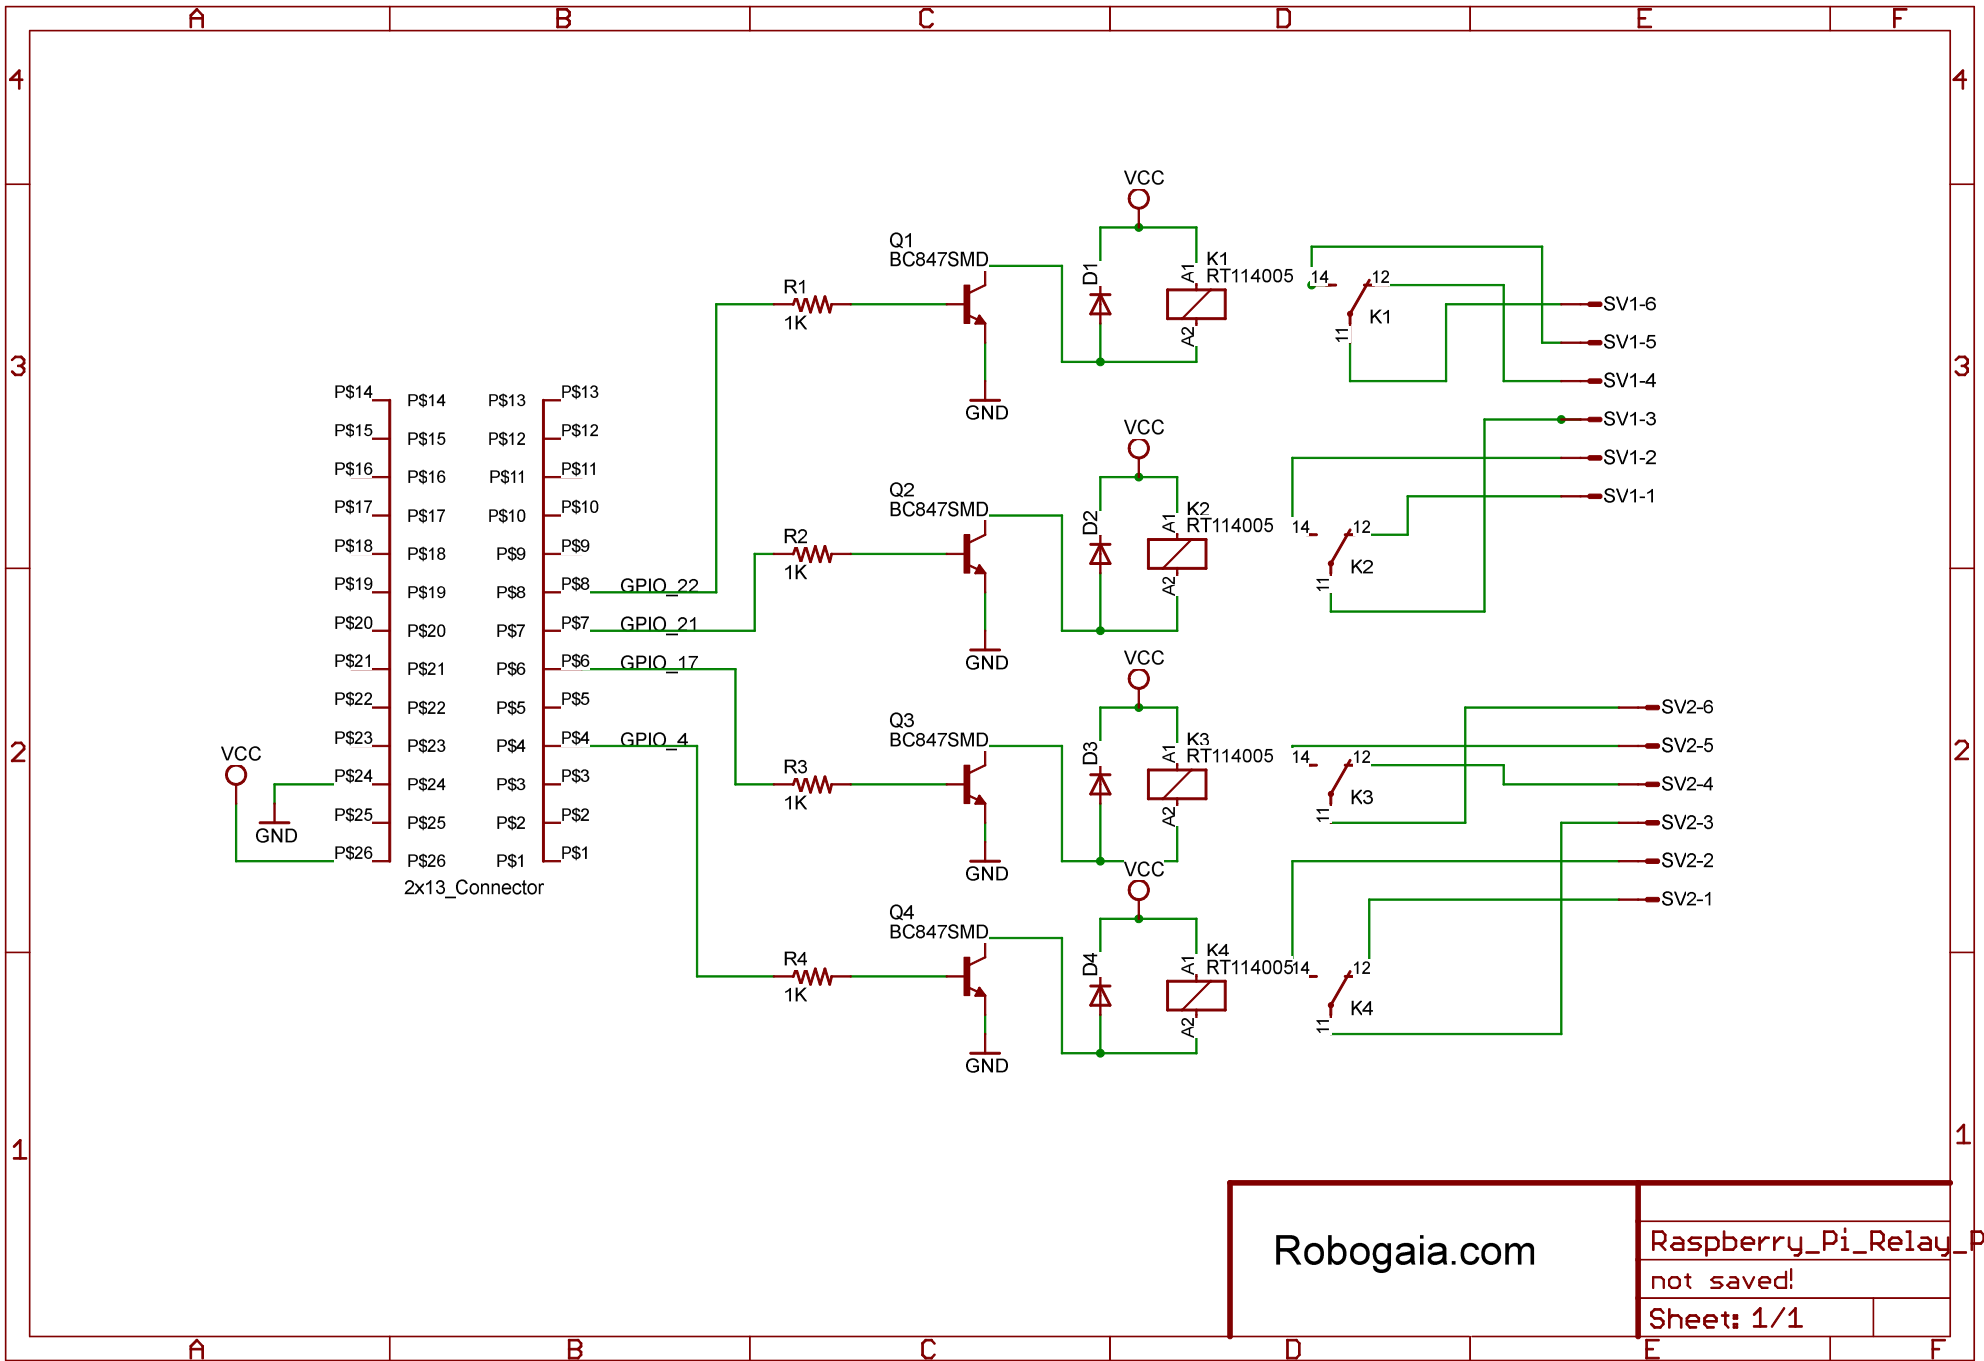 A B C D E F
4 4
3 3
2 2
1 1
P$14 P$14 P$13 P$13
P$15 P$15 P$12 P$12
P$16 P$16 P$11 P$11
P$17 P$17 P$10 P$10
P$18 P$18 P$9 P$9
P$19 P$19 P$8 P$8 GPIO_22
P$20 P$20 P$7 P$7 GPIO_21
P$21 P$21 P$6 P$6 GPIO_17
P$22 P$22 P$5 P$5
P$23 P$23 P$4 P$4 GPIO_4
P$24 P$24 P$3 P$3
P$25 P$25 P$2 P$2
P$26 P$26 P$1 P$1
2x13_Connector
VCC
GND
VCC
Q1
BC847SMD
R1
1K
GND
D1
A1
A2
K1
RT114005
14
12
11
K1
VCC
Q2
BC847SMD
R2
1K
GND
D2
A1
A2
K2
RT114005
14
12
11
K2
VCC
Q3
BC847SMD
R3
1K
GND
D3
A1
A2
K3
RT114005
14
12
11
K3
VCC
Q4
BC847SMD
R4
1K
GND
D4
A1
A2
K4
RT114005
14
12
11
K4
SV1-6
SV1-5
SV1-4
SV1-3
SV1-2
SV1-1
SV2-6
SV2-5
SV2-4
SV2-3
SV2-2
SV2-1
Robogaia.com
Raspberry_Pi_Relay_P
not saved!
Sheet: 1/1
A B C D E F